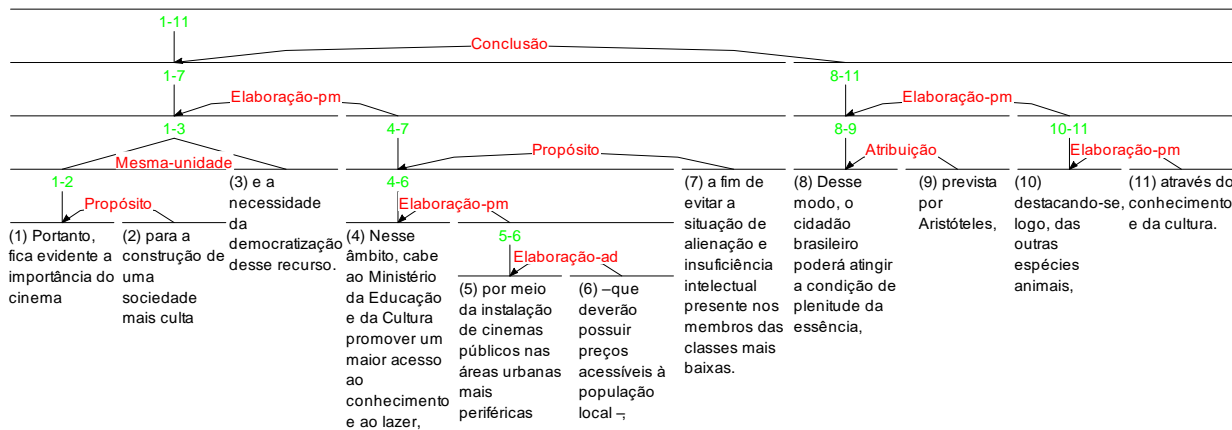 1-11
Conclusão
1-7
8-11
Elaboração-pm
Elaboração-pm
1-3
4-7
8-9
10-11
Mesma-unidade
Propósito
Atribuição
Elaboração-pm
1-2
Propósito
(1) Portanto,
fica evidente a
importância do
cinema
(2) para a
construção de
uma
sociedade
mais culta
(3) e a
necessidade
da
democratização
desse recurso.
4-6
Elaboração-pm
(4) Nesse
âmbito, cabe
ao Ministério
da Educação
e da Cultura
promover um
maior acesso
ao
conhecimento
e ao lazer,
5-6
Elaboração-ad
(5) por meio
da instalação
de cinemas
públicos nas
áreas urbanas
mais
periféricas
(6) –que
deverão
possuir
preços
acessíveis à
população
local –,
(7) a fim de
evitar a
situação de
alienação e
insuficiência
intelectual
presente nos
membros das
classes mais
baixas.
(8) Desse
modo, o
cidadão
brasileiro
poderá atingir
a condição de
plenitude da
essência,
(9) prevista
por
Aristóteles,
(10)
destacando-se,
logo, das
outras
espécies
animais,
(11) através do
conhecimento
e da cultura.